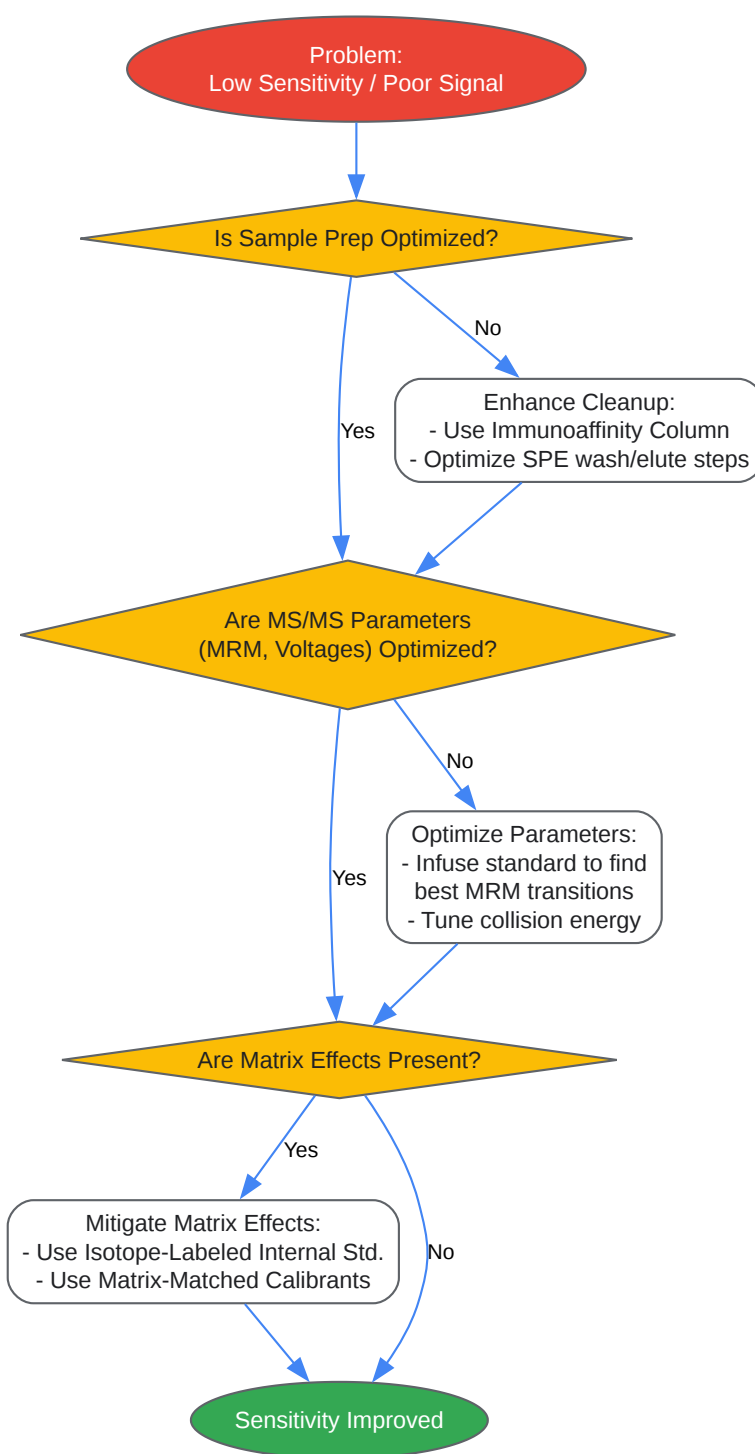 Problem:
Low Sensitivity / Poor Signal
Is Sample Prep Optimized?
No
Enhance Cleanup:
- Use Immunoaffinity Column
- Optimize SPE wash/elute steps
Yes
Are MS/MS Parameters
(MRM, Voltages) Optimized?
No
Optimize Parameters:
- Infuse standard to find
best MRM transitions
- Tune collision energy
Yes
Are Matrix Effects Present?
Yes
Mitigate Matrix Effects:
- Use Isotope-Labeled Internal Std.
- Use Matrix-Matched Calibrants
No
Sensitivity Improved